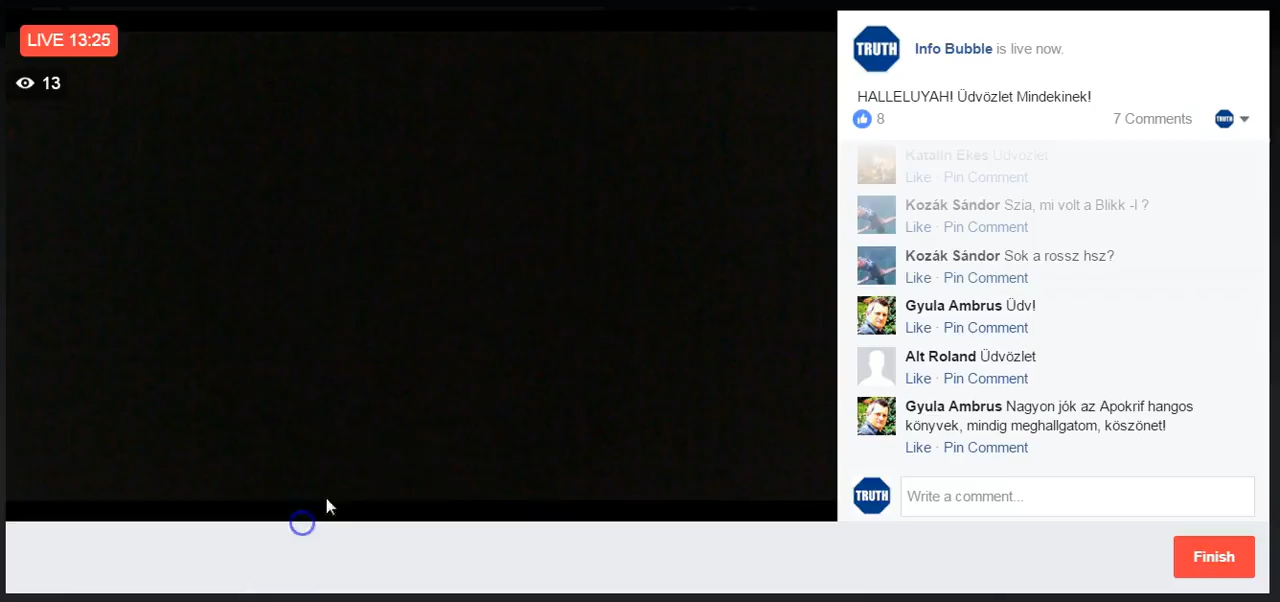 LIVE 13:25
13
TRUTH
Info Bubble is live now.
HALLELUYAH! Üdvözlet Mindekinek!
8
7 Comments
TRUTH
Katalin Ekes Üdvözlet
Like · Pin Comment
Kozák Sándor Szia, mi volt a Blikk -l ?
Like · Pin Comment
Kozák Sándor Sok a rossz hsz?
Like · Pin Comment
Gyula Ambrus Üdv!
Like · Pin Comment
Alt Roland Üdvözlet
Like · Pin Comment
Gyula Ambrus Nagyon jók az Apokrif hangos
könyvek, mindig meghallgatom, köszönet!
Like · Pin Comment
TRUTH
Write a comment...
Finish